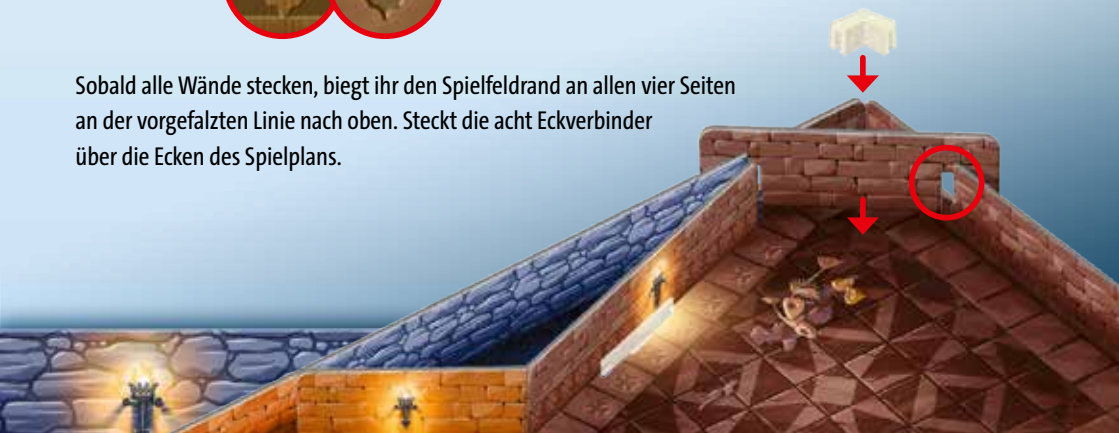 Sobald alle Wände stecken, biegt ihr den Spielfeldrand an allen vier Seiten
an der vorgefalzten Linie nach oben. Steckt die acht Eckverbinder
über die Ecken des Spielplans.